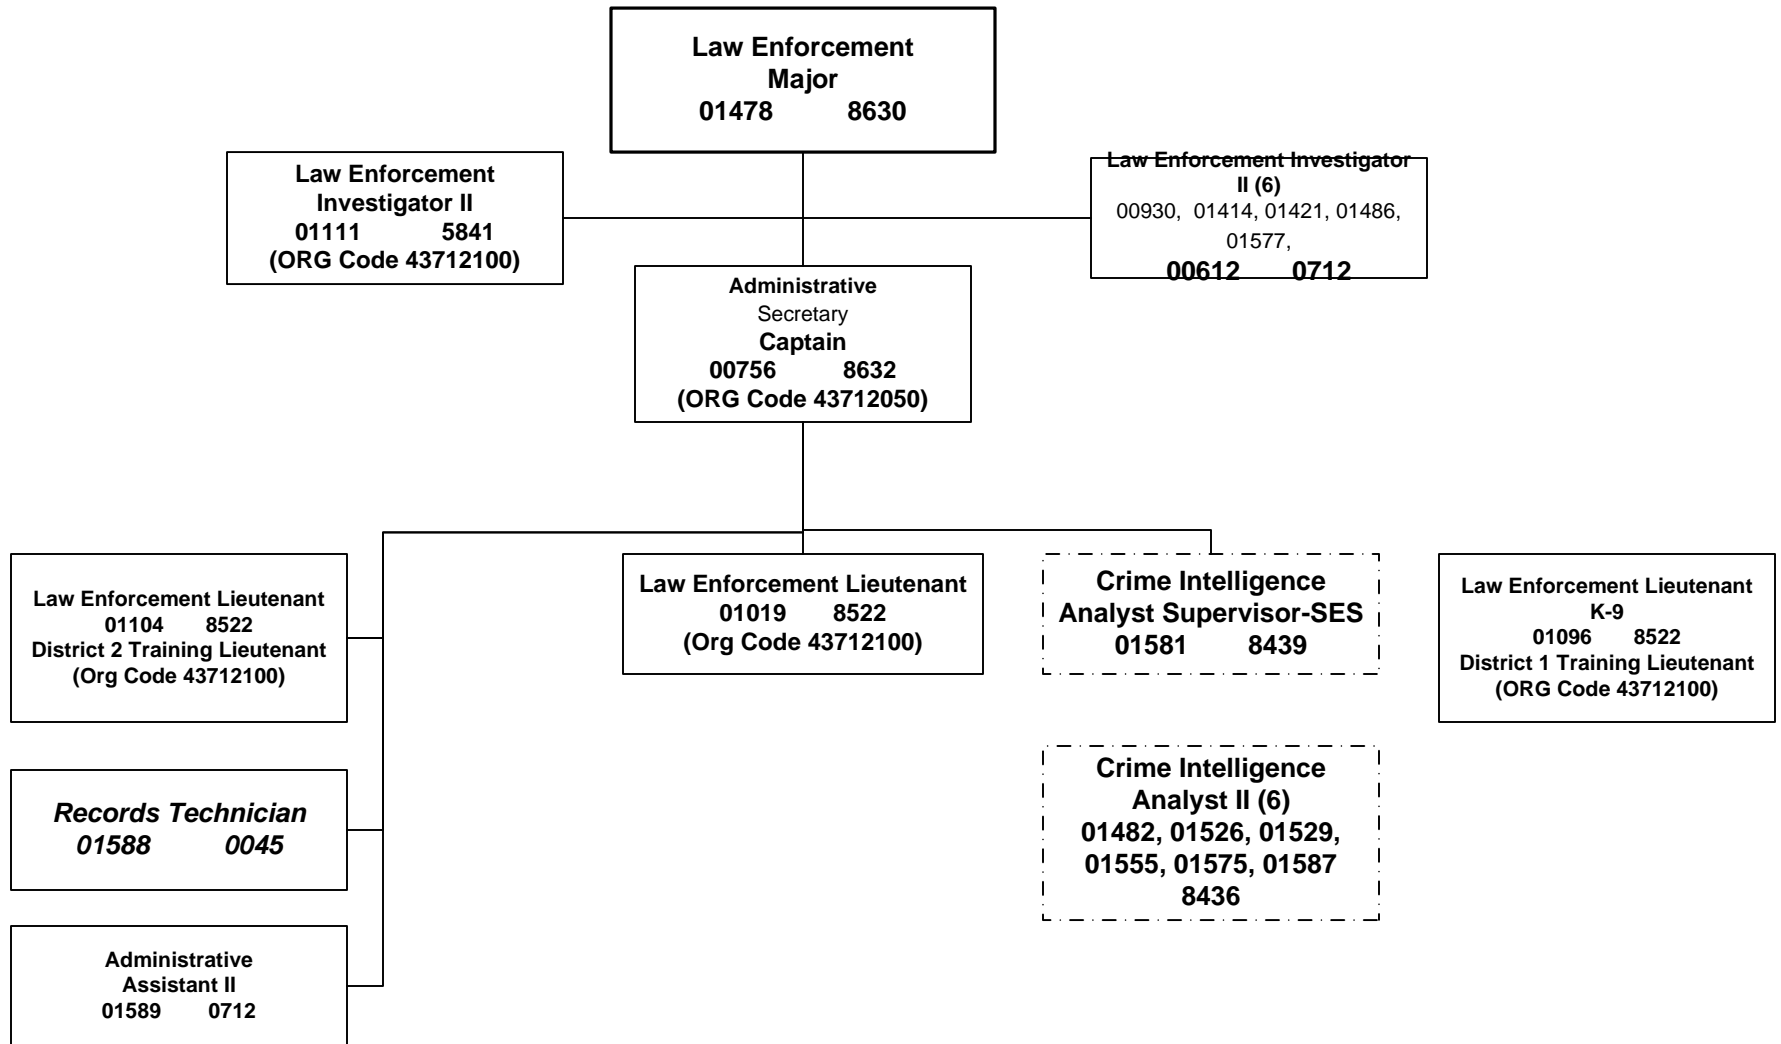 Law Enforcement
Major
01478 8630
Law Enforcement
Investigator II
01111 5841
(ORG Code 43712100)
Law Enforcement Investigator
II (6)
00930, 01414, 01421, 01486,
01577,
00612 0712
Administrative
Secretary
Captain
00756 8632
(ORG Code 43712050)
Law Enforcement Lieutenant
01104 8522
District 2 Training Lieutenant
(Org Code 43712100)
Law Enforcement Lieutenant
01019 8522
(Org Code 43712100)
Crime Intelligence
Analyst Supervisor-SES
01581 8439
Law Enforcement Lieutenant
K-9
01096 8522
District 1 Training Lieutenant
(ORG Code 43712100)
Records Technician
01588 0045
Crime Intelligence
Analyst II (6)
01482, 01526, 01529,
01555, 01575, 01587
8436
Administrative
Assistant II
01589 0712